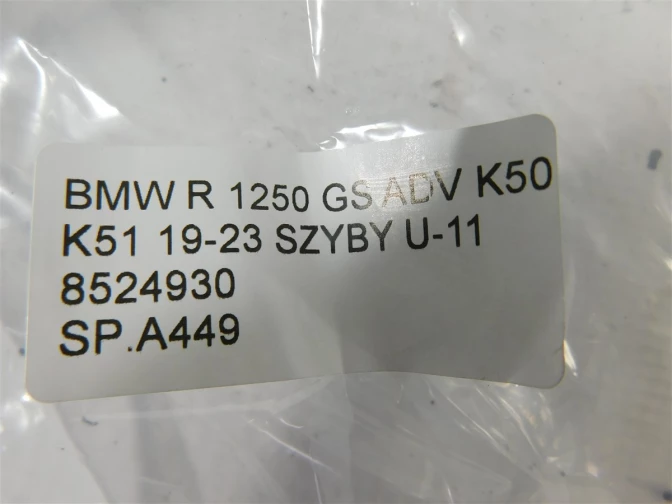 BMW R 1250 GS ADV K50
K51 19-23 SZYBY U-11
8524930
SP.A449